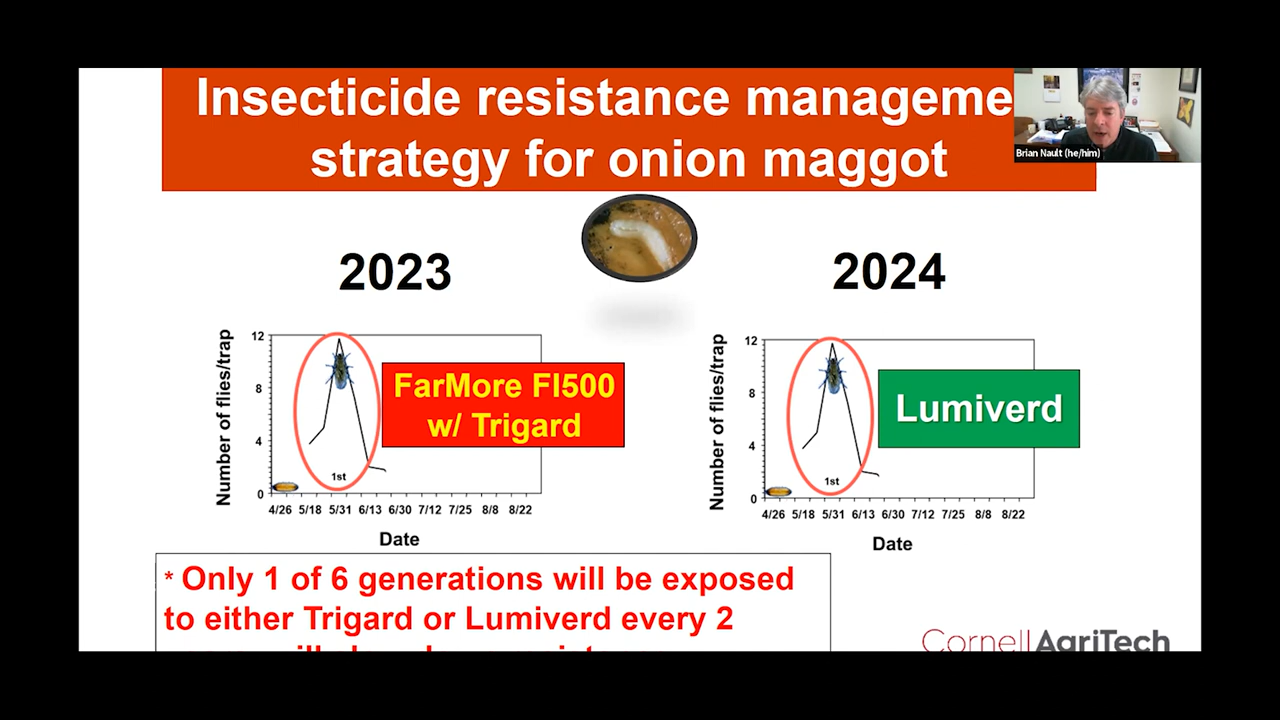 Insecticide resistance manageme
strategy for onion maggot
Brian Nault (he/him)
2023
2024
Number of flies/trap
12
8
4
0
1st
FarMore FI500
w/ Trigard
4/26 5/18 5/31 6/13 6/30 7/12 7/25 8/8 8/22
Date
Number of flies/trap
12
8
4
0
1st
Lumiverd
4/26 5/18 5/31 6/13 6/30 7/12 7/25 8/8 8/22
Date
* Only 1 of 6 generations will be exposed
to either Trigard or Lumiverd every 2
Cornell AgriTech